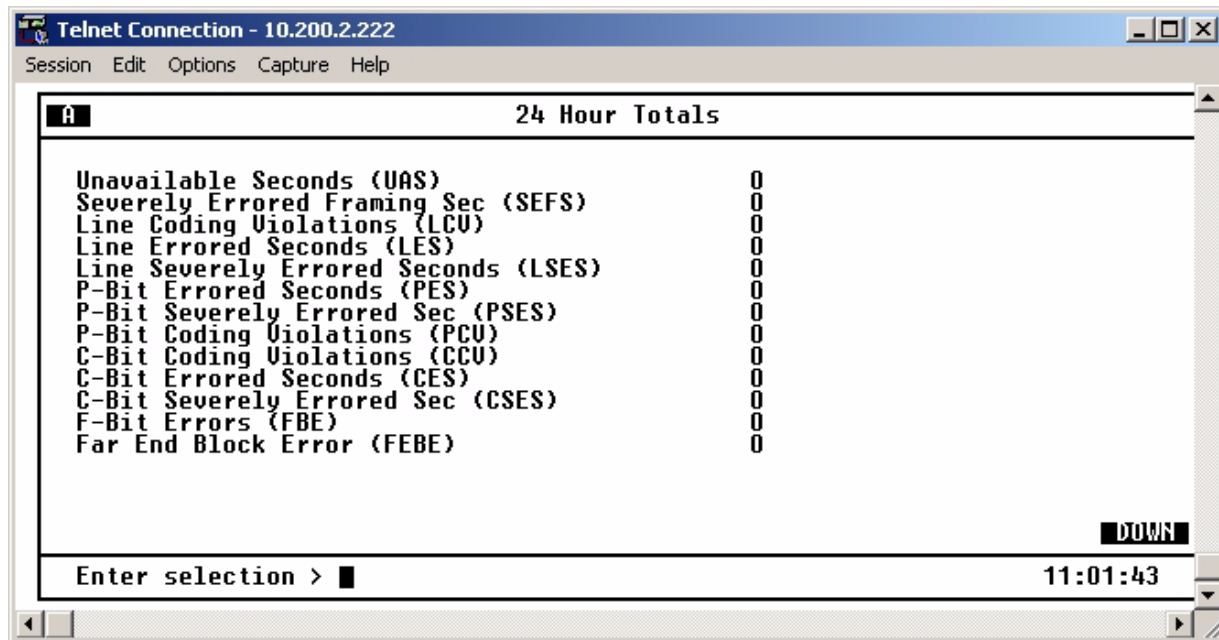 Telnet Connection - 10.200.2.222
Session Edit Options Capture Help
A 24 Hour Totals
Unavailable Seconds (UAS) 0
Severely Errored Framing Sec (SEFS) 0
Line Coding Violations (LCV) 0
Line Errored Seconds (LES) 0
Line Severely Errored Seconds (LSES) 0
P-Bit Errored Seconds (PES) 0
P-Bit Severely Errored Sec (PSES) 0
P-Bit Coding Violations (PCV) 0
C-Bit Coding Violations (CCV) 0
C-Bit Errored Seconds (CES) 0
C-Bit Severely Errored Sec (CSES) 0
F-Bit Errors (FBE) 0
Far End Block Error (FEBE) 0
DOWN
Enter selection > 11:01:43